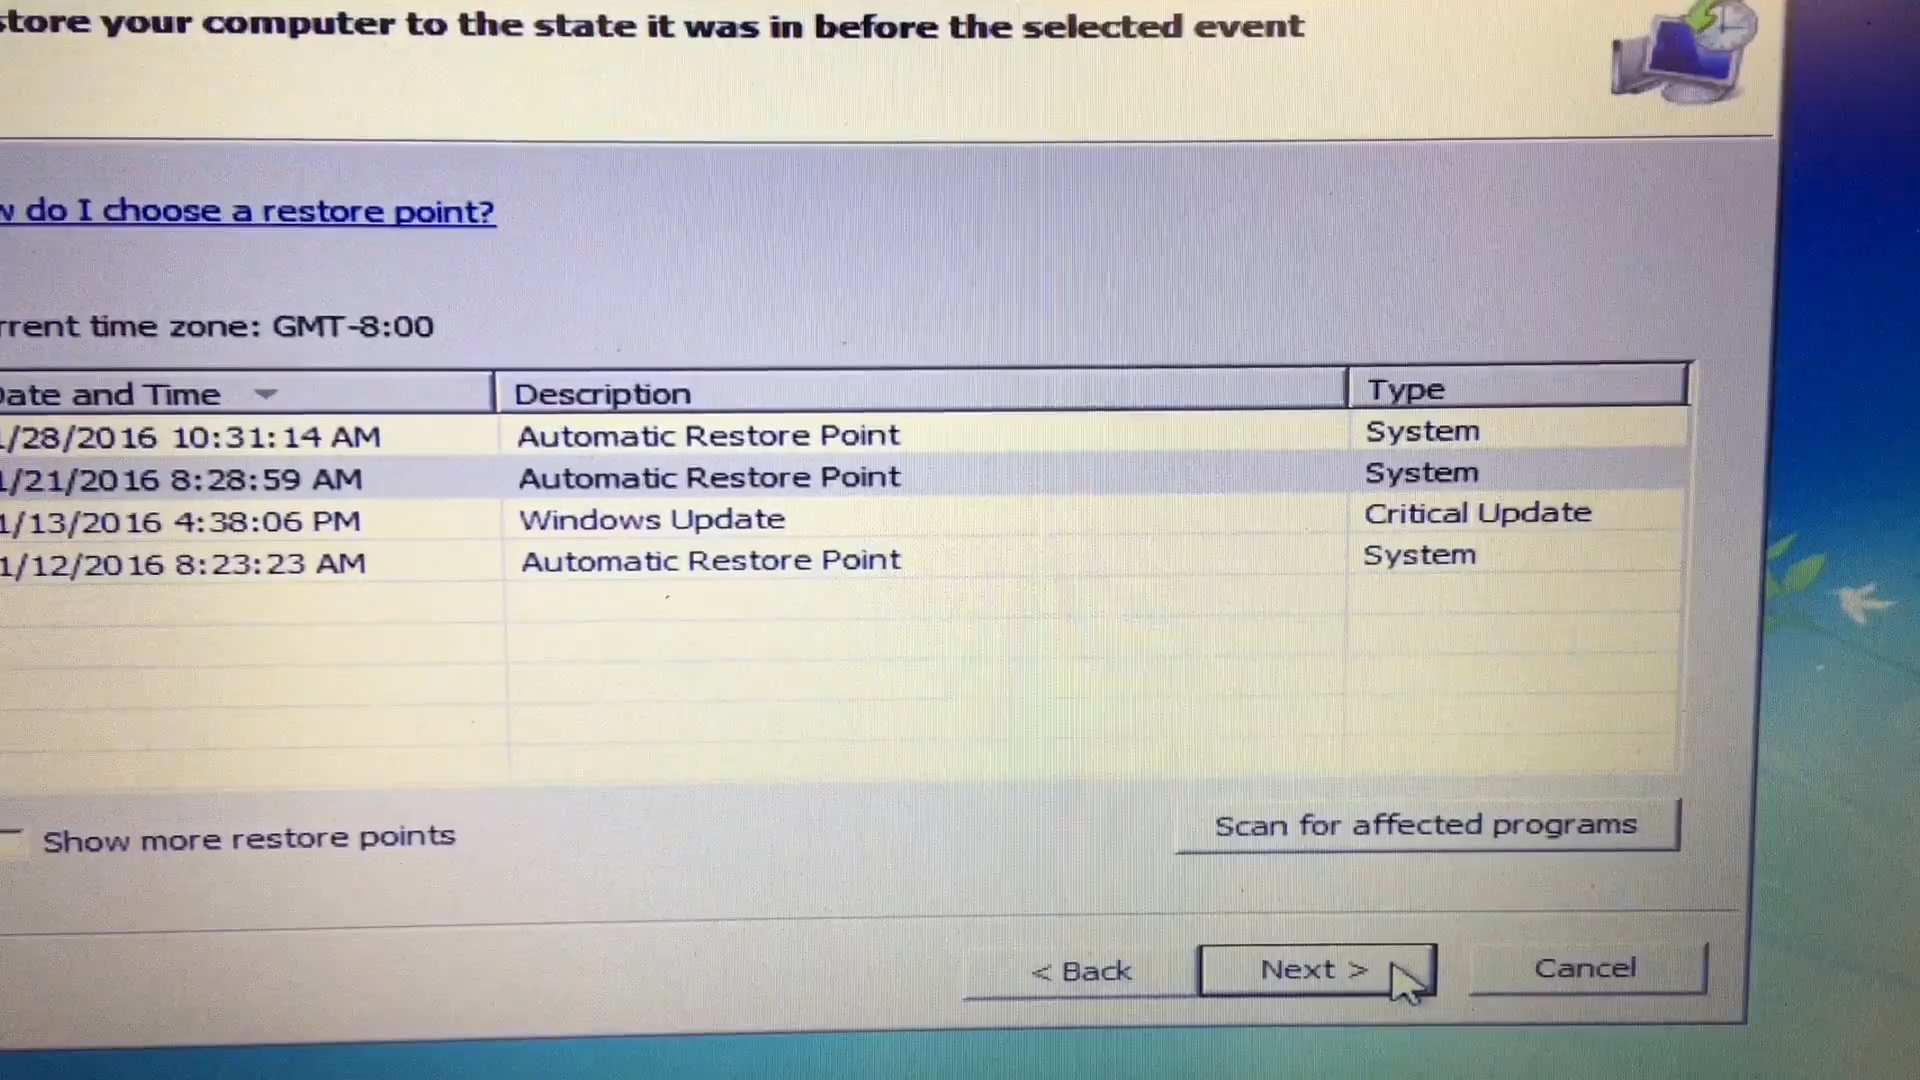 store your computer to the state it was in before the selected event
w do I choose a restore point?
rrent time zone: GMT-8:00
Date and Time Description Type
1/28/2016 10:31:14 AM Automatic Restore Point System
1/21/2016 8:28:59 AM Automatic Restore Point System
1/13/2016 4:38:06 PM Windows Update Critical Update
1/12/2016 8:23:23 AM Automatic Restore Point System
Show more restore points Scan for affected programs
< Back Next > Cancel